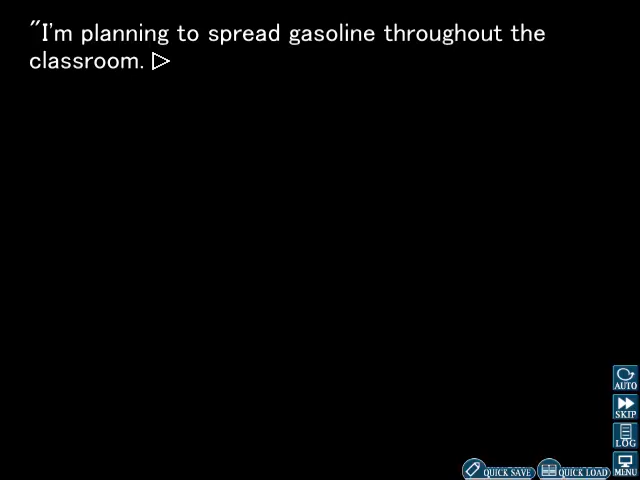 "I'm planning to spread gasoline throughout the
classroom.
AUTO
SKIP
LOG
QUICK SAVE
QUICK LOAD
MENU